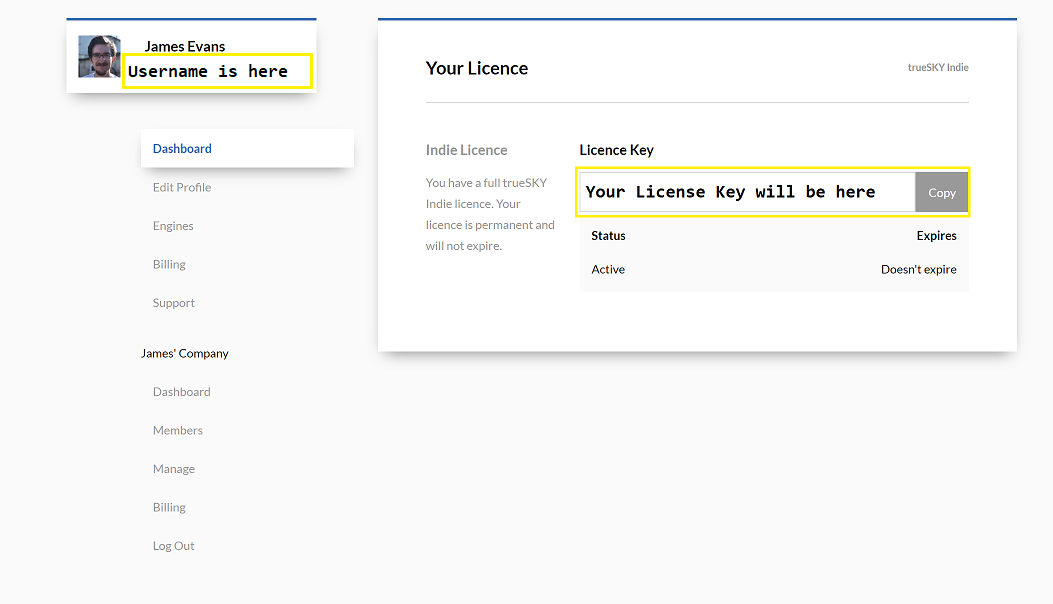 James Evans
Username is here
Dashboard
Edit Profile
Engines
Billing
Support
James' Company
Dashboard
Members
Manage
Billing
Log Out
Your Licence
trueSKY Indie
Indie Licence
You have a full trueSKY
Indie licence. Your
licence is permanent and
will not expire.
Licence Key
Your License Key will be here
Copy
Status
Expires
Active
Doesn't expire